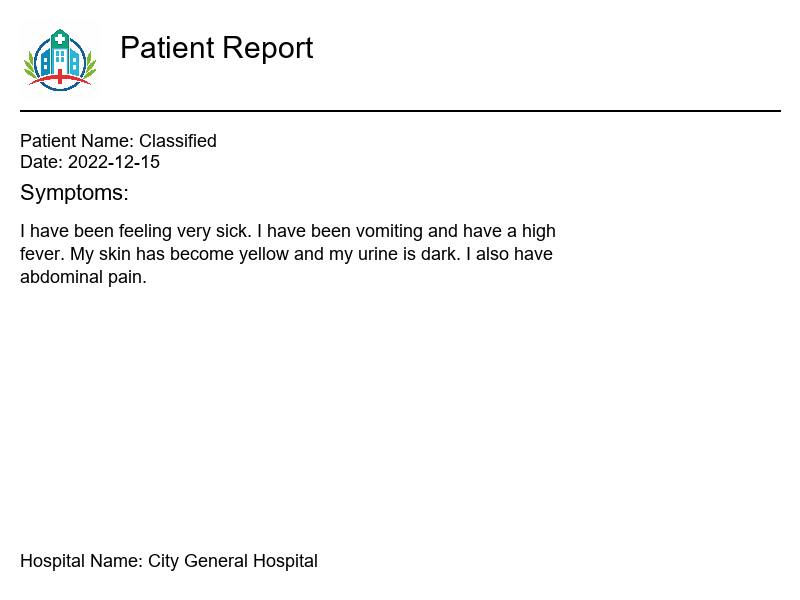 Patient Report
Patient Name: Classified
Date: 2022-12-15
Symptoms:
I have been feeling very sick. I have been vomiting and have a high
fever. My skin has become yellow and my urine is dark. I also have
abdominal pain.
Hospital Name: City General Hospital